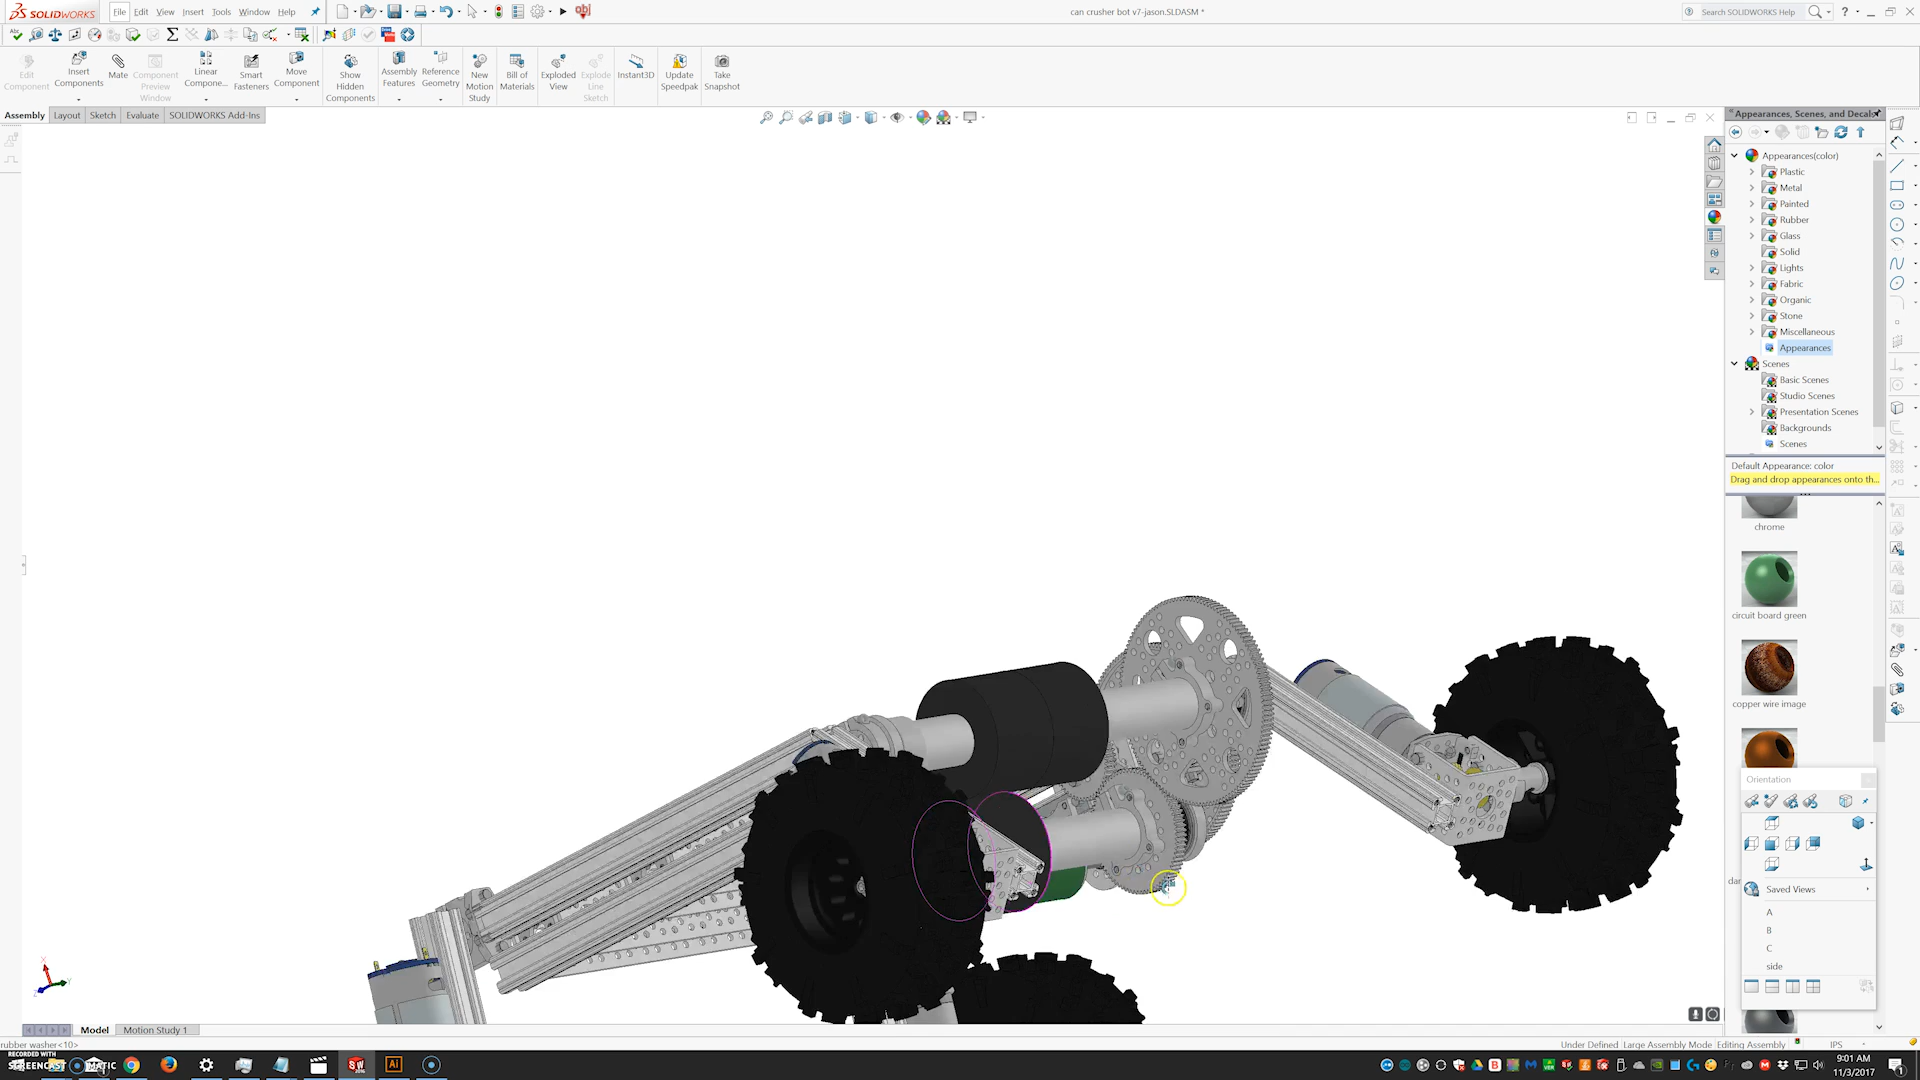 SOLIDWORKS File Edit View Insert Tools Window Help
can crusher bot v7-jason.SLDASM *
Search SOLIDWORKS Help
Edit Component
Insert Components
Mate
Component Preview Window
Linear Compone...
Smart Fasteners
Move Component
Show Hidden Components
Assembly Features
Reference Geometry
New Motion Study
Bill of Materials
Exploded View
Explode Line Sketch
Instant3D
Update Speedpak
Take Snapshot
Assembly Layout Sketch Evaluate SOLIDWORKS Add-Ins
Appearances, Scenes, and Decals
Appearances(color)
Plastic
Metal
Painted
Rubber
Glass
Solid
Lights
Fabric
Organic
Stone
Miscellaneous
Appearances
Scenes
Basic Scenes
Studio Scenes
Presentation Scenes
Backgrounds
Scenes
Default Appearance: color
Drag and drop appearances onto th...
chrome
circuit board green
copper wire image
Orientation
Saved Views
A
B
C
side
Model Motion Study 1
rubber washer<10>
Under Defined Large Assembly Mode Editing Assembly IPS
RECORDED WITH
SCREENCAST MATIC
9:01 AM
11/3/2017